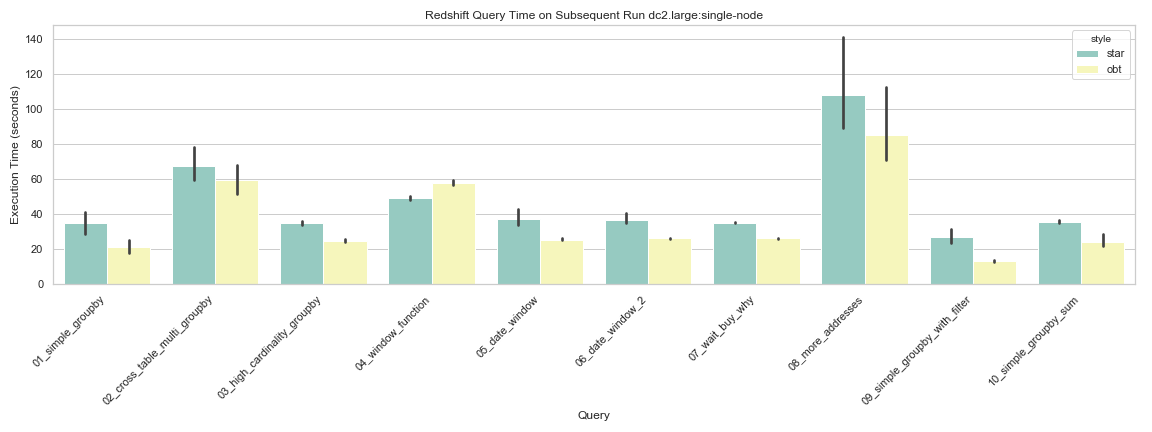 Redshift Query Time on Subsequent Run dc2.large:single-node
style
star
obt
Execution Time (seconds)
140
120
100
80
60
40
20
0
01_simple_groupby
02_cross_table_multi_groupby
03_high_cardinality_groupby
04_window_function
05_date_window
06_date_window_2
07_wait_buy_why
08_more_addresses
09_simple_groupby_with_filter
10_simple_groupby_sum
Query